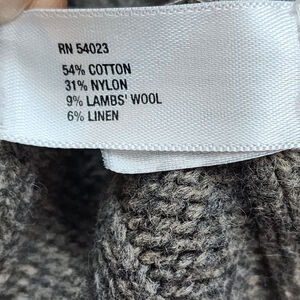 RN 54023
54% COTTON
31% NYLON
9% LAMBS' WOOL
6% LINEN